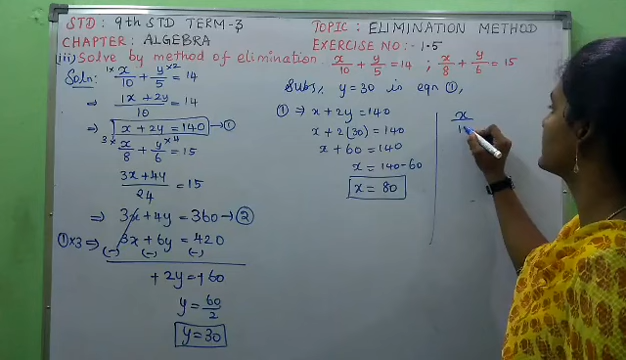 STD: 9th STD TERM-3
TOPIC: ELIMINATION METHOD
CHAPTER: ALGEBRA
EXERCISE NO:-1.5
(iii) Solve by method of elimination. x/10 + y/5 = 14 ; x/8 + y/6 = 15
Soln: 1× x/10 + y/5 ×2 = 14
⇒ 1x + 2y / 10 = 14
⇒ x + 2y = 140 → ①
3× x/8 + y/6 ×4 = 15
3x + 4y / 24 = 15
⇒ 3x + 4y = 360 → ②
①×3 ⇒ 3x + 6y = 420
(-) (-) (-)
+2y = +60
y = 60/2
y = 30
Subs, y = 30 in eqn ①,
① ⇒ x + 2y = 140
x + 2(30) = 140
x + 60 = 140
x = 140 - 60
x = 80
x